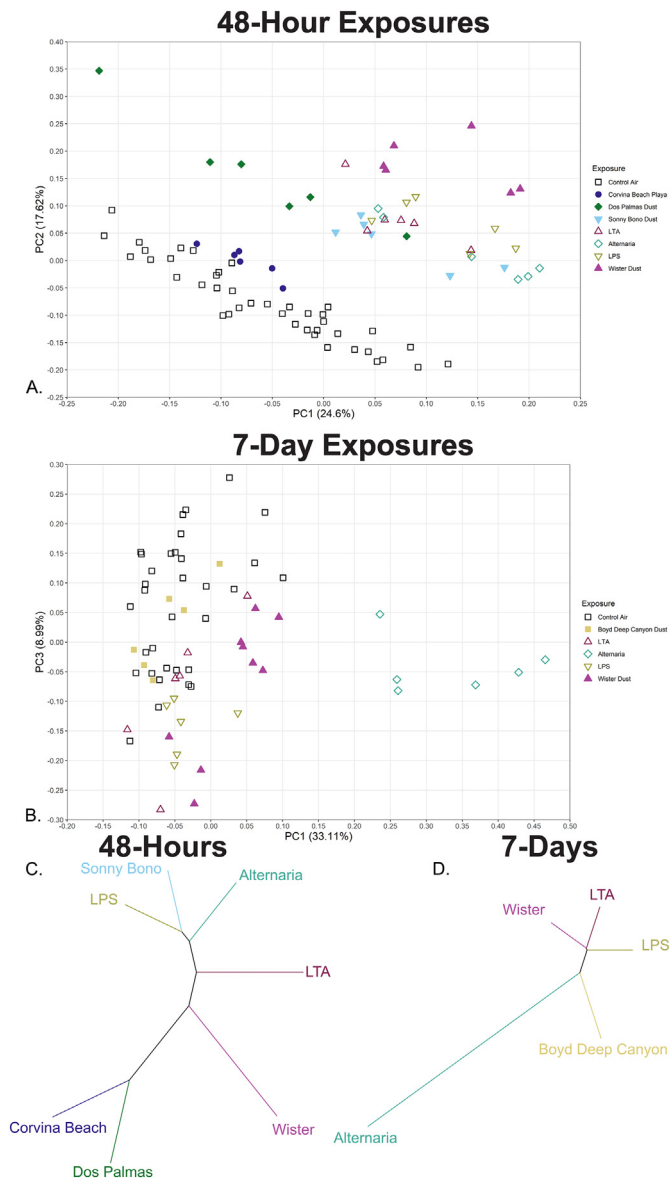 48-Hour Exposures
0.40
0.35
0.30
0.25
0.20
0.15
0.10
0.05
0.00
-0.05
-0.10
-0.15
-0.20
-0.25
PC2 (17.62%)
-0.25 -0.20 -0.15 -0.10 -0.05 0.00 0.05 0.10 0.15 0.20 0.25
PC1 (24.6%)
A.
Exposure
Control Air
Corvina Beach Playa
Dos Palmas Dust
Sonny Bono Dust
LTA
Alternaria
LPS
Wister Dust
7-Day Exposures
0.30
0.25
0.20
0.15
0.10
0.05
0.00
-0.05
-0.10
-0.15
-0.20
-0.25
-0.30
PC3 (8.99%)
-0.20 -0.15 -0.10 -0.05 0.00 0.05 0.10 0.15 0.20 0.25 0.30 0.35 0.40 0.45 0.50
PC1 (33.11%)
B.
Exposure
Control Air
Boyd Deep Canyon Dust
LTA
Alternaria
LPS
Wister Dust
48-Hours
C.
Sonny Bono
Alternaria
LPS
LTA
Corvina Beach
Wister
Dos Palmas
7-Days
D.
LTA
Wister
LPS
Boyd Deep Canyon
Alternaria